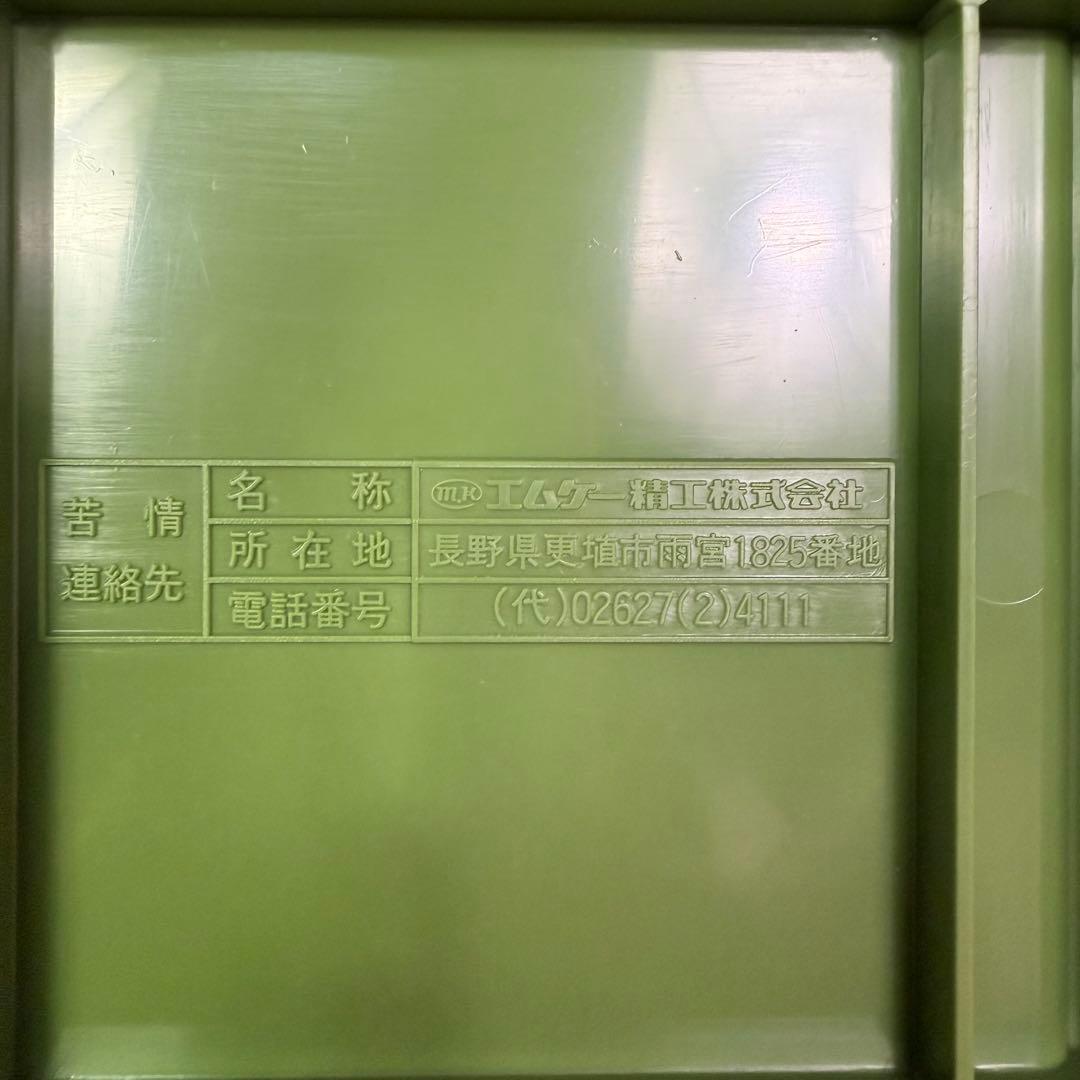 苦情
連絡先
名称
MK エムケー精工株式会社
所在地
長野県更埴市雨宮1825番地
電話番号
(代)02627(2)4111